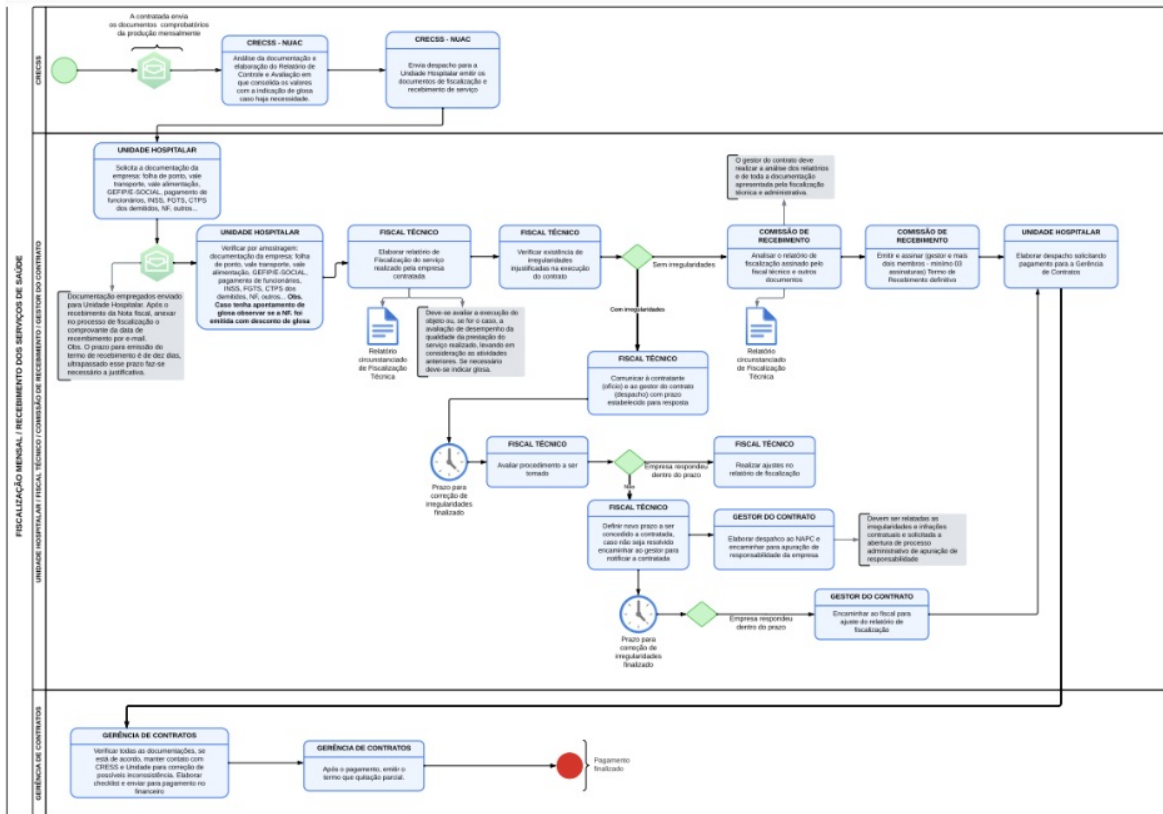 FISCALIZAÇÃO MENSAL / RECEBIMENTO DOS SERVIÇOS DE SAÚDE
CRECSS
A contratada envia
os documentos comprobatórios
da produção mensalmente
CRECSS - NUAC
Análise da documentação e
elaboração do Relatório de
Controle e Avaliação em
que consolida os valores
com a indicação de glosa
caso haja necessidade.
CRECSS - NUAC
Envia despacho para a
Unidade Hospitalar emitir os
documentos de fiscalização e
recebimento de serviço
UNIDADE HOSPITALAR / FISCAL TÉCNICO / COMISSÃO DE RECEBIMENTO / GESTOR DO CONTRATO
UNIDADE HOSPITALAR
Solicita a documentação da
empresa: folha de ponto, vale
transporte, vale alimentação,
GEFIP/E-SOCIAL, pagamento de
funcionários, INSS, FGTS, CTPS
dos demitidos, NF, outros...
Documentação empregados enviado
para Unidade Hospitalar. Após o
recebimento da Nota fiscal, anexar
no processo de fiscalização o
comprovante da data de
recembimento por e-mail.
Obs. O prazo para emissão do
termo de recebimento é de dez dias,
ultrapassado esse prazo faz-se
necessário a justificativa.
UNIDADE HOSPITALAR
Verificar por amostragem:
documentação da empresa: folha
de ponto, vale transporte, vale
alimentação, GEFIP/E-SOCIAL,
pagamento de funcionários,
INSS, FGTS, CTPS dos
demitidos, NF, outros... Obs.
Caso tenha apontamento de
glosa observar se a NF. foi
emitida com desconto de glosa
FISCAL TÉCNICO
Elaborar relatório de
Fiscalização do serviço
realizado pela empresa
contratada
Relatório
circunstanciado
de Fiscalização
Técnica
Deve-se avaliar a execução do
objeto ou, se for o caso, a
avaliação de desempenho da
qualidade da prestação do
serviço realizado, levando em
consideração as atividades
anteriores. Se necessário
deve-se indicar glosa.
FISCAL TÉCNICO
Verificar existência de
irregularidades
injustificadas na execução
do contrato
Sem irregularidades
Com irregularidades
O gestor do contrato deve
realizar a análise dos relatórios
e de toda a documentação
apresentada pela fiscalização
técnica e administrativa.
COMISSÃO DE
RECEBIMENTO
Analisar o relatório de
fiscalização assinado pelo
fiscal técnico e outros
documentos
Relatório
circunstanciado
de Fiscalização
Técnica
COMISSÃO DE
RECEBIMENTO
Emitir e assinar (gestor e mais
dois membros - mínimo 03
assinaturas) Termo de
Recebimento definitivo
UNIDADE HOSPITALAR
Elaborar despacho solicitando
pagamento para a Gerência
de Contratos
FISCAL TÉCNICO
Comunicar à contratante
(ofício) e ao gestor do contrato
(despacho) com prazo
estabelecido para resposta
Prazo para
correção de
irregularidades
finalizado
FISCAL TÉCNICO
Avaliar procedimento a ser
tomado
Empresa respondeu
dentro do prazo
Não
FISCAL TÉCNICO
Realizar ajustes no
relatório de fiscalização
FISCAL TÉCNICO
Definir novo prazo a ser
concedido a contratada,
caso não seja resolvido
encaminhar ao gestor para
notificar a contratada
GESTOR DO CONTRATO
Elaborar despahco ao NAPC e
encaminhar para apuração de
responsabilidade da empresa
Devem ser relatadas as
irregularidades e infrações
contratuais e solicitada a
abertura de processo
administrativo de apuração de
responsabilidade
Prazo para
correção de
irregularidades
finalizado
Empresa respondeu
dentro do prazo
GESTOR DO CONTRATO
Encaminhar ao fiscal para
ajuste do relatório de
fiscalização
GERÊNCIA DE CONTRATOS
GERÊNCIA DE CONTRATOS
Verificar todas as documentações, se
está de acordo, manter contato com
CRESS e Unidade para correção de
possíveis inconssistência. Elaborar
checklist e enviar para pagamento no
financeiro
GERÊNCIA DE CONTRATOS
Após o pagamento, emitir o
termo que quitação parcial.
Pagamento
finalizado